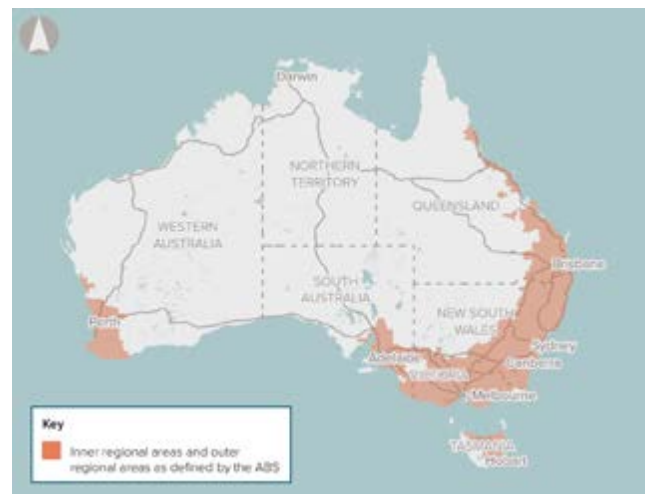 Darwin
NORTHERN
TERRITORY
QUEENSLAND
WESTERN
AUSTRALIA
Brisbane
SOUTH
AUSTRALIA
NEW SOUTH
WALES
Perth
Sydney
Adelaide
Canberra
VICTORIA
Melbourne
TASMANIA
Hobart
Key
Inner regional areas and outer
regional areas as defined by the ABS